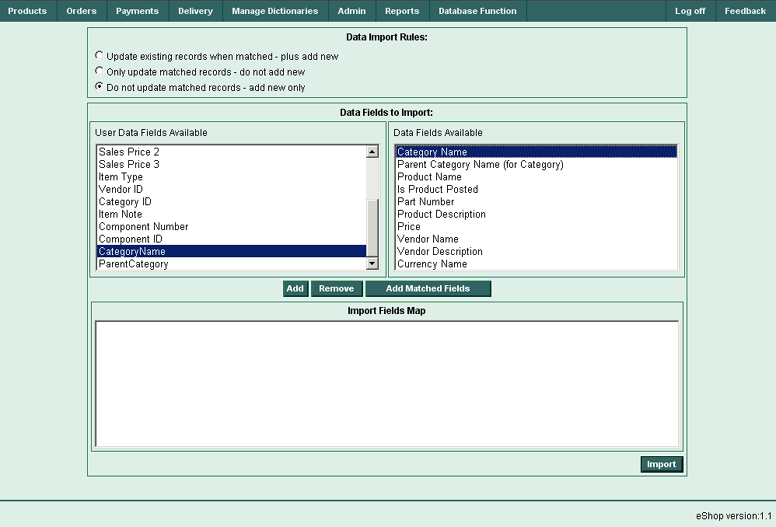 Products Orders Payments Delivery Manage Dictionaries Admin Reports Database Function Log off Feedback
Data Import Rules:
Update existing records when matched - plus add new
Only update matched records - do not add new
Do not update matched records - add new only
Data Fields to Import:
User Data Fields Available
Sales Price 2
Sales Price 3
Item Type
Vendor ID
Category ID
Item Note
Component Number
Component ID
CategoryName
ParentCategory
Data Fields Available
Category Name
Parent Category Name (for Category)
Product Name
Is Product Posted
Part Number
Product Description
Price
Vendor Name
Vendor Description
Currency Name
Add Remove Add Matched Fields
Import Fields Map
Import
eShop version:1.1